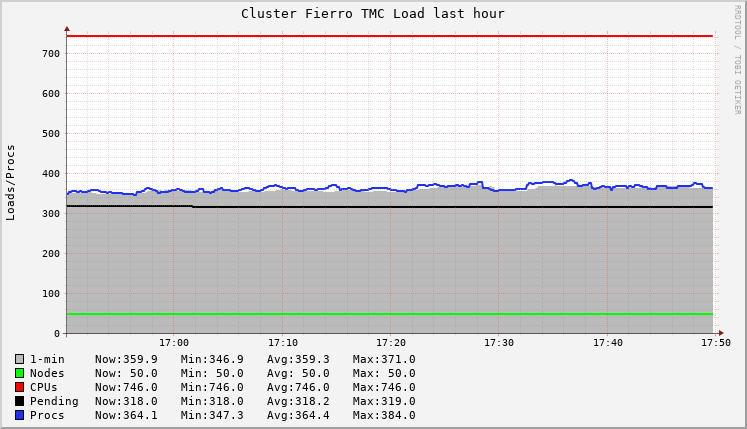 Cluster Fierro TMC Load last hour
RRDTOOL / TOBI OETIKER
Loads/Procs
700
600
500
400
300
200
100
0
17:00 17:10 17:20 17:30 17:40 17:50
1-min Now:359.9 Min:346.9 Avg:359.3 Max:371.0
Nodes Now: 50.0 Min: 50.0 Avg: 50.0 Max: 50.0
CPUs Now:746.0 Min:746.0 Avg:746.0 Max:746.0
Pending Now:318.0 Min:318.0 Avg:318.2 Max:319.0
Procs Now:364.1 Min:347.3 Avg:364.4 Max:384.0